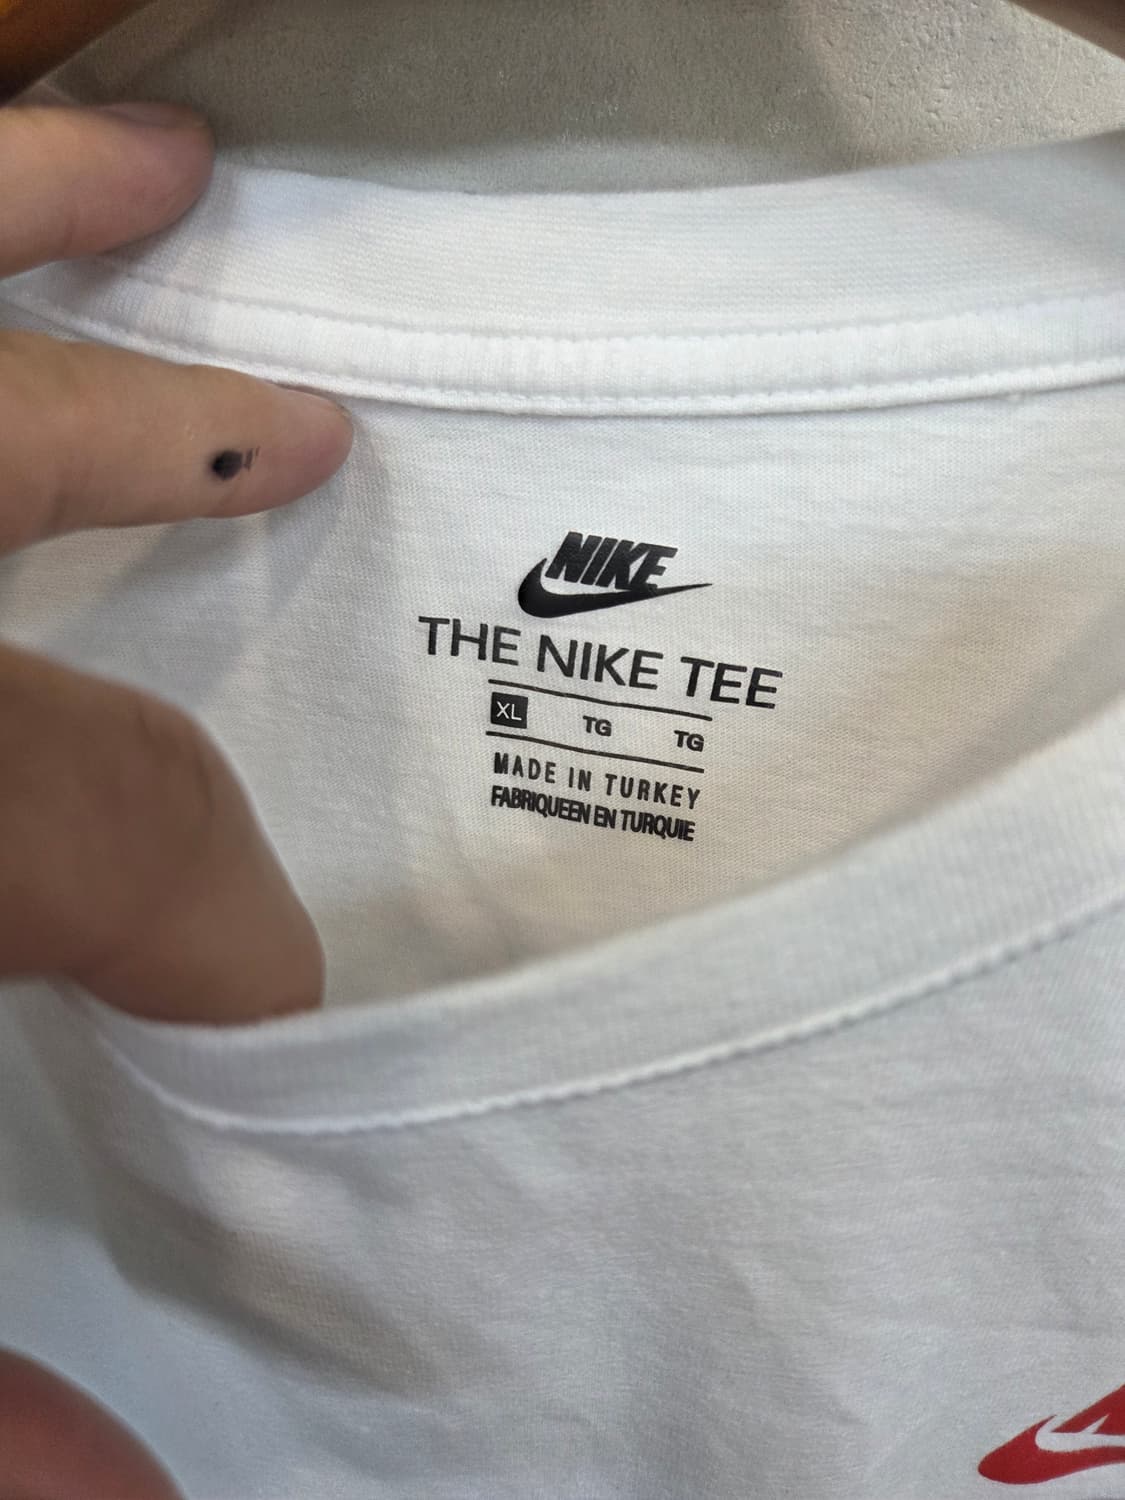 NIKE
THE NIKE TEE
XL TG TG
MADE IN TURKEY
FABRIQUEEN EN TURQUIE